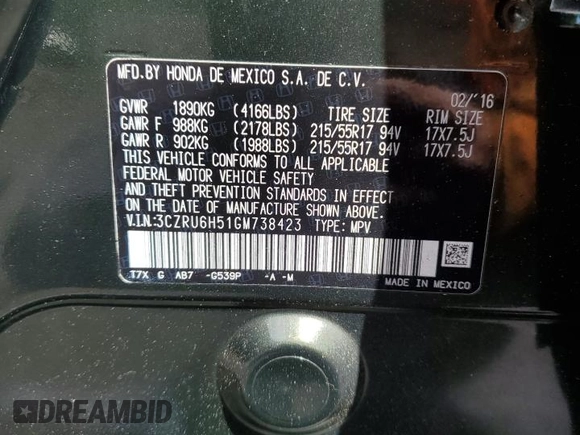 MFD.BY HONDA DE MEXICO S.A. DE C.V.
02/'16
GVWR 1890KG (4166LBS) TIRE SIZE RIM SIZE
GAWR F 988KG (2178LBS) 215/55R17 94V 17X7.5J
GAWR R 902KG (1988LBS) 215/55R17 94V 17X7.5J
THIS VEHICLE CONFORMS TO ALL APPLICABLE
FEDERAL MOTOR VEHICLE SAFETY
AND THEFT PREVENTION STANDARDS IN EFFECT
ON THE DATE OF MANUFACTURE SHOWN ABOVE.
V.I.N:3CZRU6H51GM738423 TYPE: MPV
T7X G AB7 -G539P -A -M
MADE IN MEXICO
DREAMBID